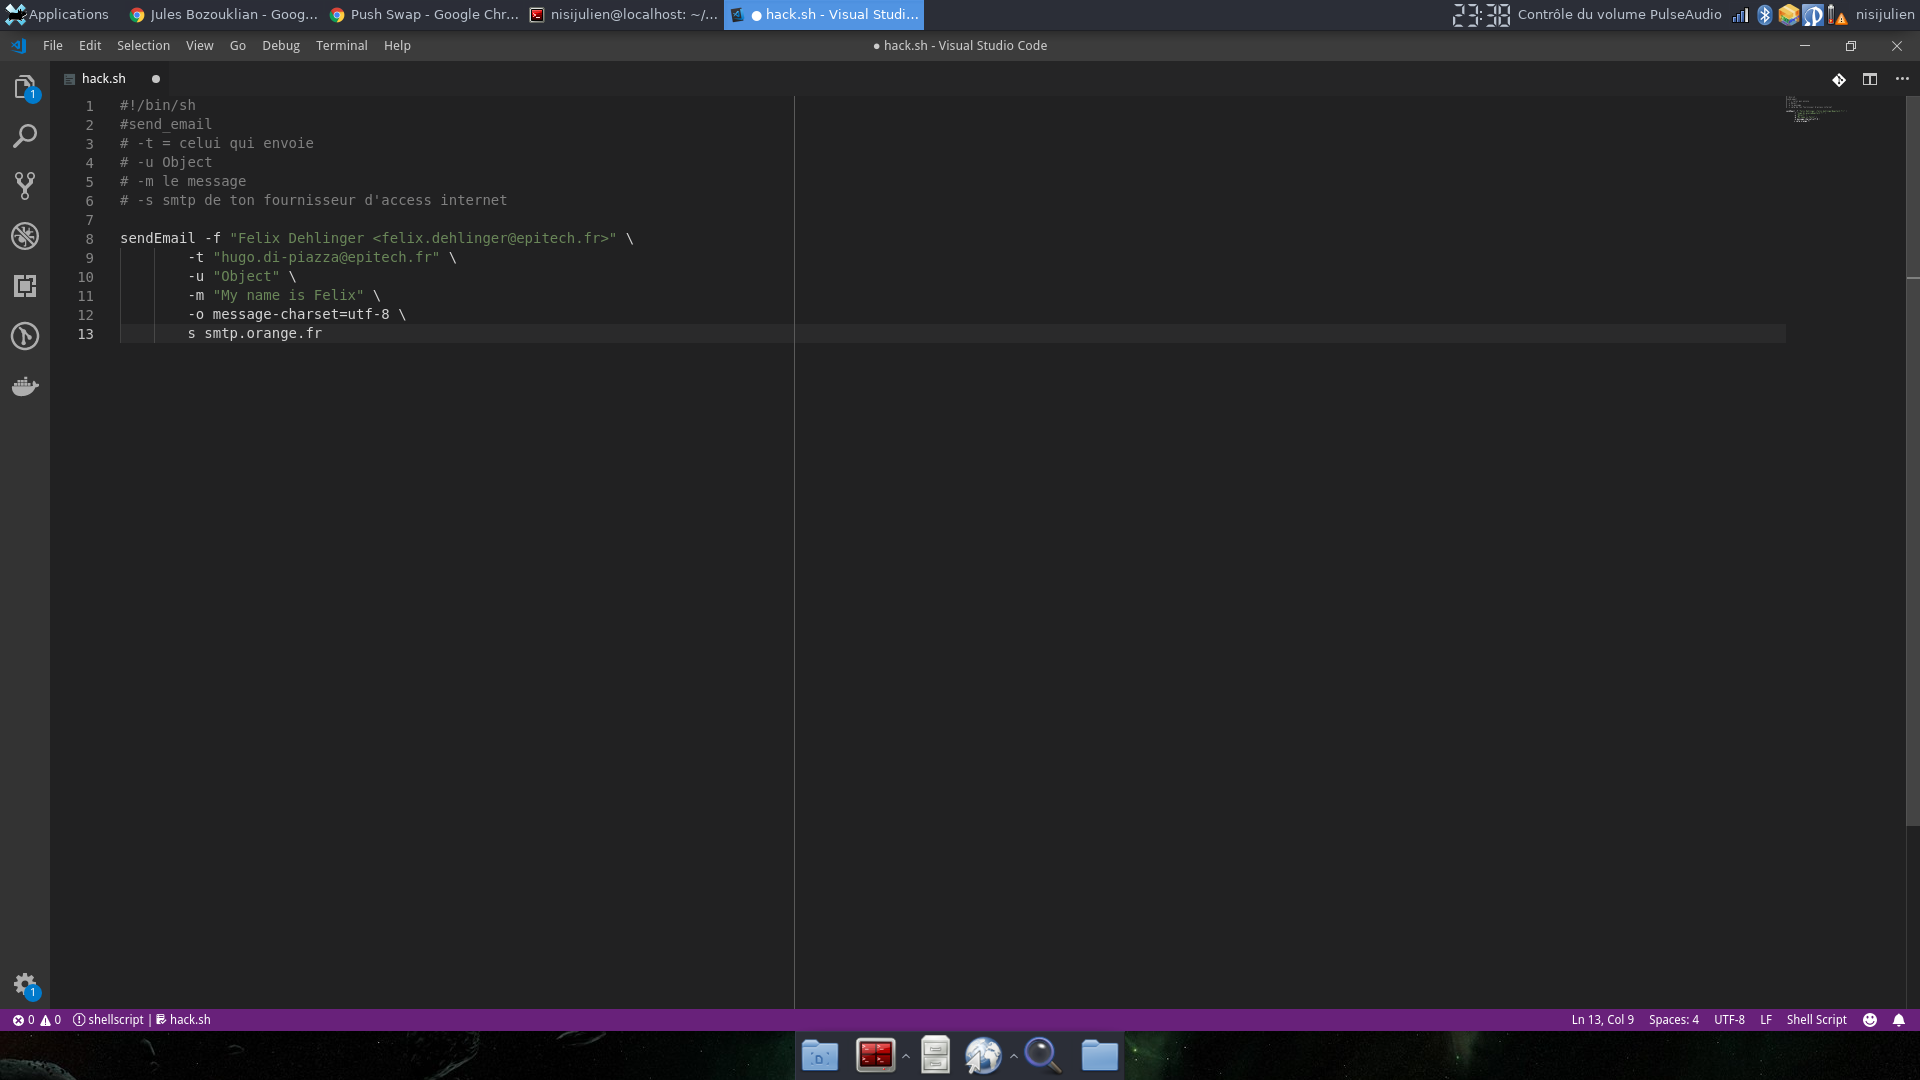 Applications Jules Bozouklian - Goog... Push Swap - Google Chr... nisijulien@localhost: ~/... ● hack.sh - Visual Studi... 23:38 Contrôle du volume PulseAudio nisijulien
File Edit Selection View Go Debug Terminal Help ● hack.sh - Visual Studio Code
hack.sh
1 #!/bin/sh
2 #send_email
3 # -t = celui qui envoie
4 # -u Object
5 # -m le message
6 # -s smtp de ton fournisseur d'access internet
7
8 sendEmail -f "Felix Dehlinger <felix.dehlinger@epitech.fr>" \
9 -t "hugo.di-piazza@epitech.fr" \
10 -u "Object" \
11 -m "My name is Felix" \
12 -o message-charset=utf-8 \
13 s smtp.orange.fr
1
1
0 0 shellscript | hack.sh Ln 13, Col 9 Spaces: 4 UTF-8 LF Shell Script